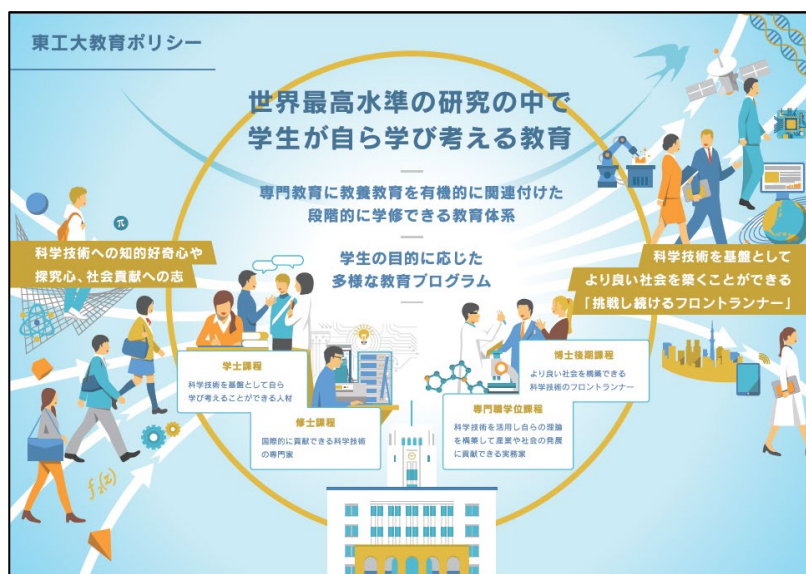 東工大教育ポリシー
世界最高水準の研究の中で
学生が自ら学び考える教育
専門教育に教養教育を有機的に関連付けた
段階的に学修できる教育体系
学生の目的に応じた
多様な教育プログラム
π
科学技術への知的好奇心や
探究心、社会貢献への志
科学技術を基盤として
より良い社会を築くことができる
「挑戦し続けるフロントランナー」
学士課程
科学技術を基盤として自ら
学び考えることができる人材
修士課程
国際的に貢献できる科学技術
の専門家
博士後期課程
より良い社会を構築できる
科学技術のフロントランナー
専門職学位課程
科学技術を活用し自らの理論
を構築して産業や社会の発展
に貢献できる実務家